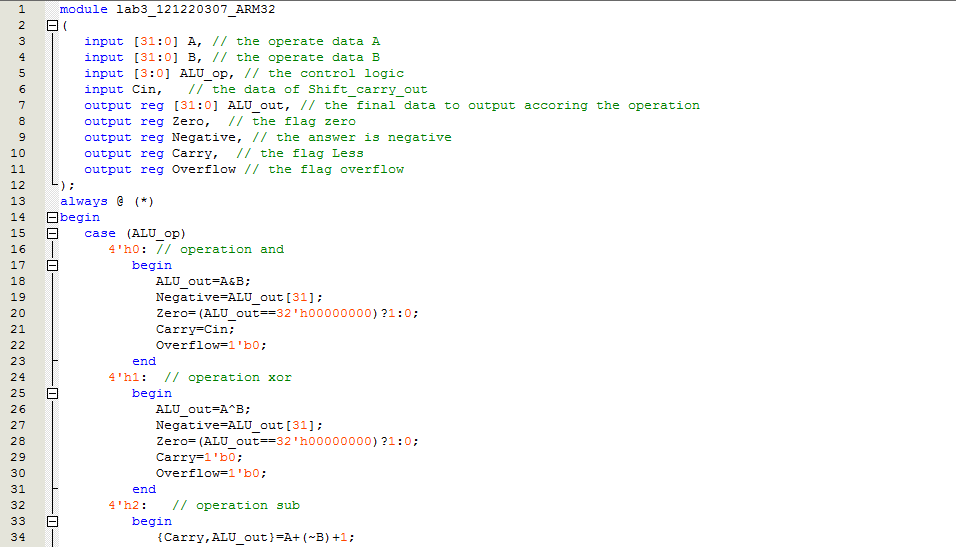 1 module lab3_121220307_ARM32
2 (
3 input [31:0] A, // the operate data A
4 input [31:0] B, // the operate data B
5 input [3:0] ALU_op, // the control logic
6 input Cin, // the data of Shift_carry_out
7 output reg [31:0] ALU_out, // the final data to output accoring the operation
8 output reg Zero, // the flag zero
9 output reg Negative, // the answer is negative
10 output reg Carry, // the flag Less
11 output reg Overflow // the flag overflow
12 );
13 always @ (*)
14 begin
15 case (ALU_op)
16 4'h0: // operation and
17 begin
18 ALU_out=A&B;
19 Negative=ALU_out[31];
20 Zero=(ALU_out==32'h00000000)?1:0;
21 Carry=Cin;
22 Overflow=1'b0;
23 end
24 4'h1: // operation xor
25 begin
26 ALU_out=A^B;
27 Negative=ALU_out[31];
28 Zero=(ALU_out==32'h00000000)?1:0;
29 Carry=1'b0;
30 Overflow=1'b0;
31 end
32 4'h2: // operation sub
33 begin
34 {Carry,ALU_out}=A+(~B)+1;